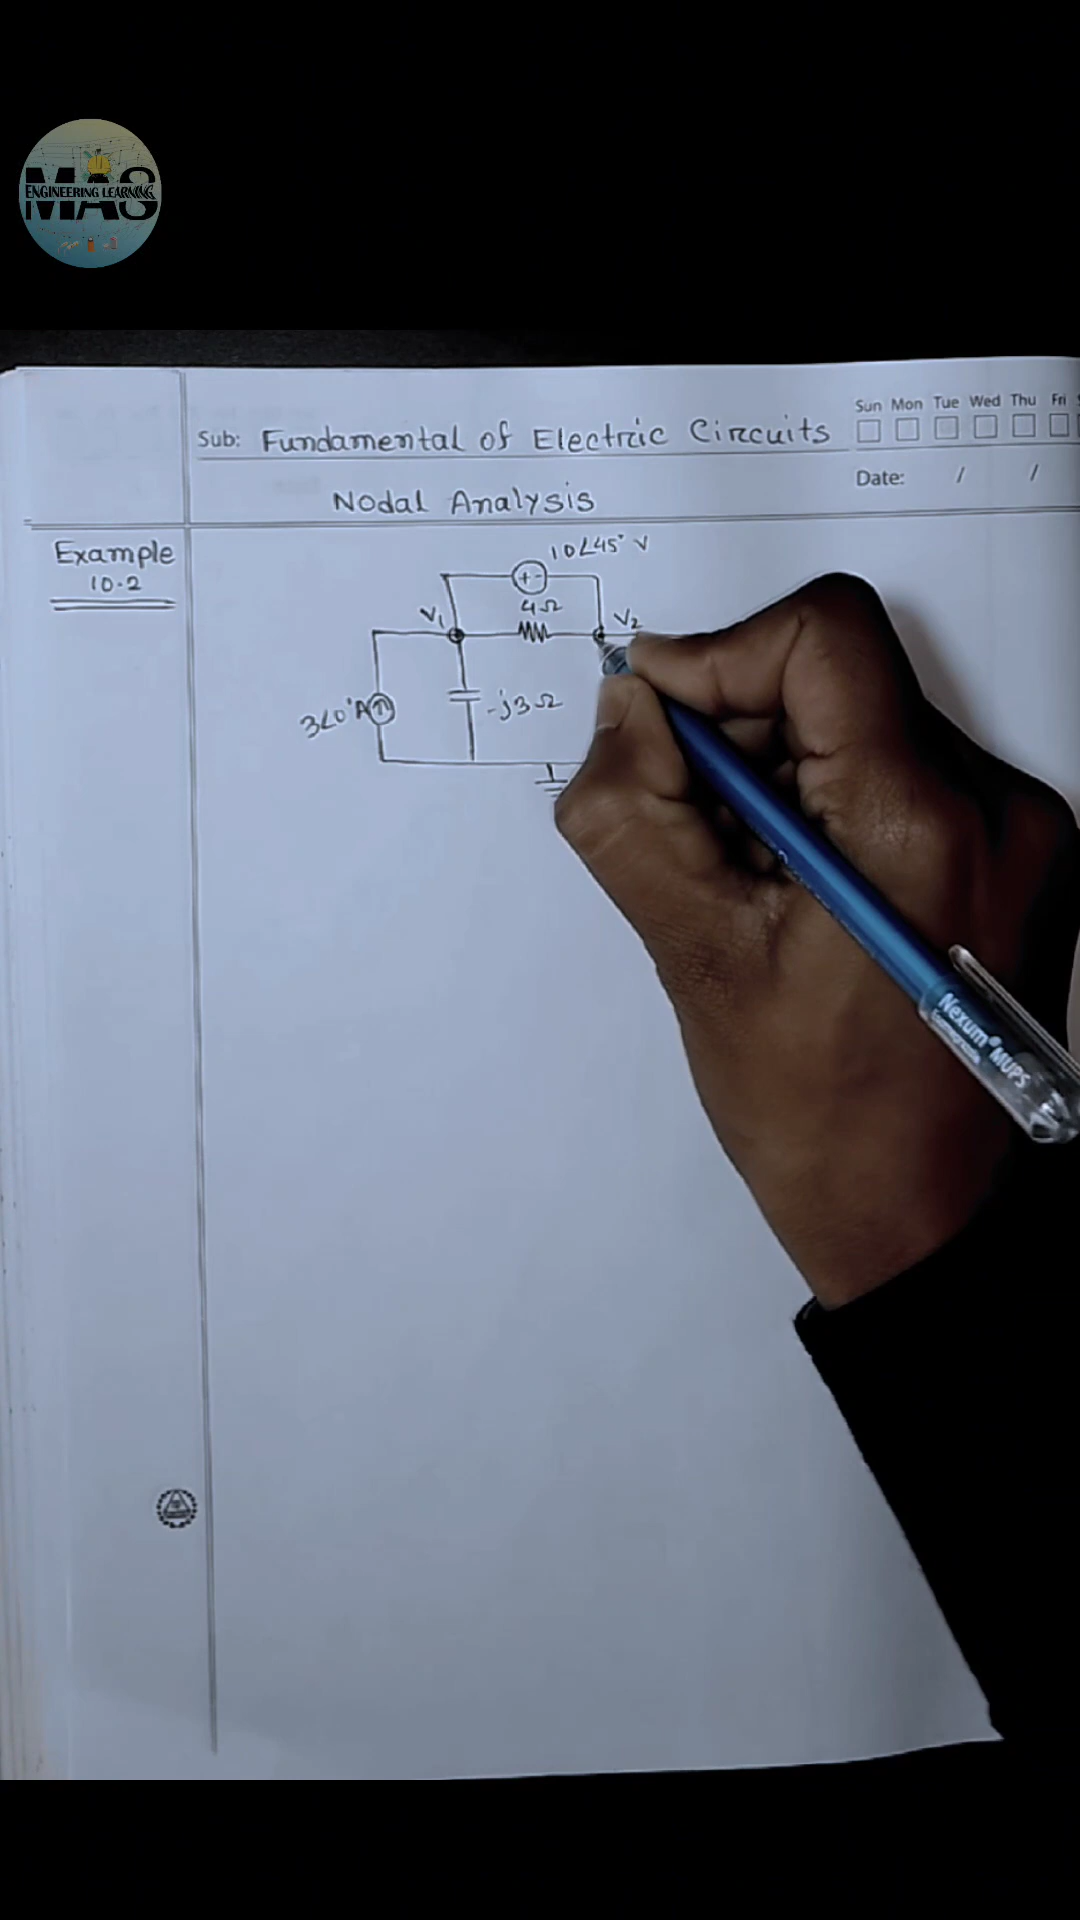 MAS
ENGINEERING LEARNING
Sun Mon Tue Wed Thu Fri
Sub: Fundamental of Electric Circuits
Date: / /
Nodal Analysis
Example
10.2
10∠45° V
4Ω
V₁
V₂
3∠0°A
-j3Ω
Nexum® MUPS